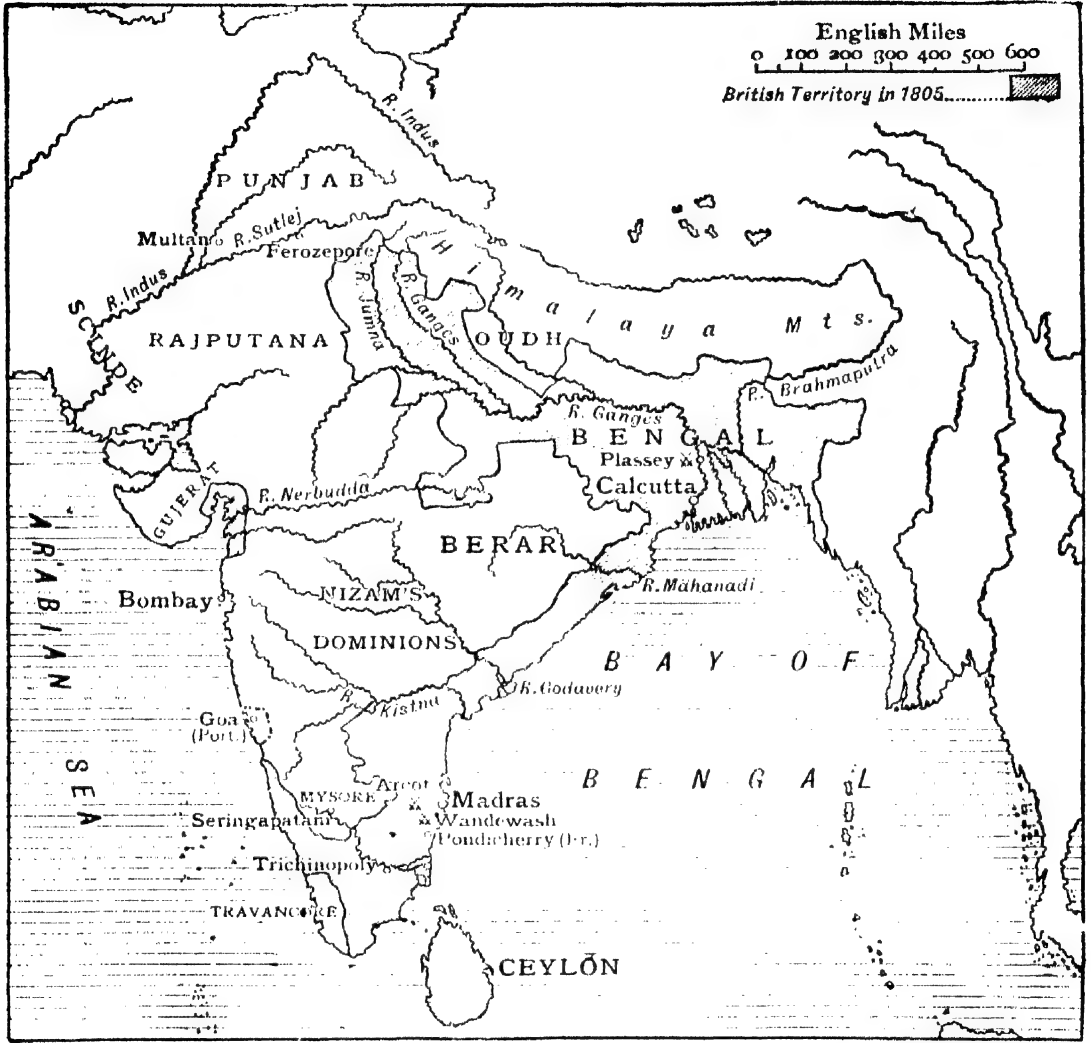 English Miles
0 100 200 300 400 500 600
British Territory in 1805
R. Indus
PUNJAB
Multan
R. Sutlej
Ferozepore
R. Indus
SCINDE
RAJPUTANA
R. Jumna
R. Ganges
OUDH
Himalaya Mts.
R. Brahmaputra
R. Ganges
BENGAL
Plassey
Calcutta
GUJERAT
R. Nerbudda
BERAR
R. Mahanadi
Bombay
NIZAM'S
DOMINIONS
R. Godavery
R. Kistna
Goa
(Port.)
ARABIAN SEA
BAY OF
BENGAL
Arcot
MYSORE
Madras
Seringapatam
Wandewash
Pondicherry (Fr.)
Trichinopoly
TRAVANCORE
CEYLON